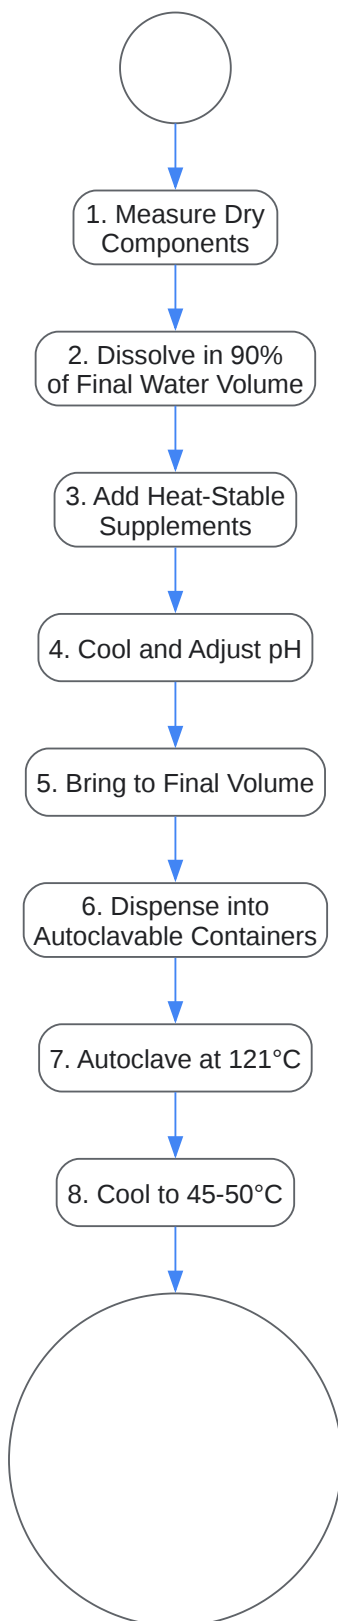 1. Measure Dry
Components
2. Dissolve in 90%
of Final Water Volume
3. Add Heat-Stable
Supplements
4. Cool and Adjust pH
5. Bring to Final Volume
6. Dispense into
Autoclavable Containers
7. Autoclave at 121°C
8. Cool to 45-50°C